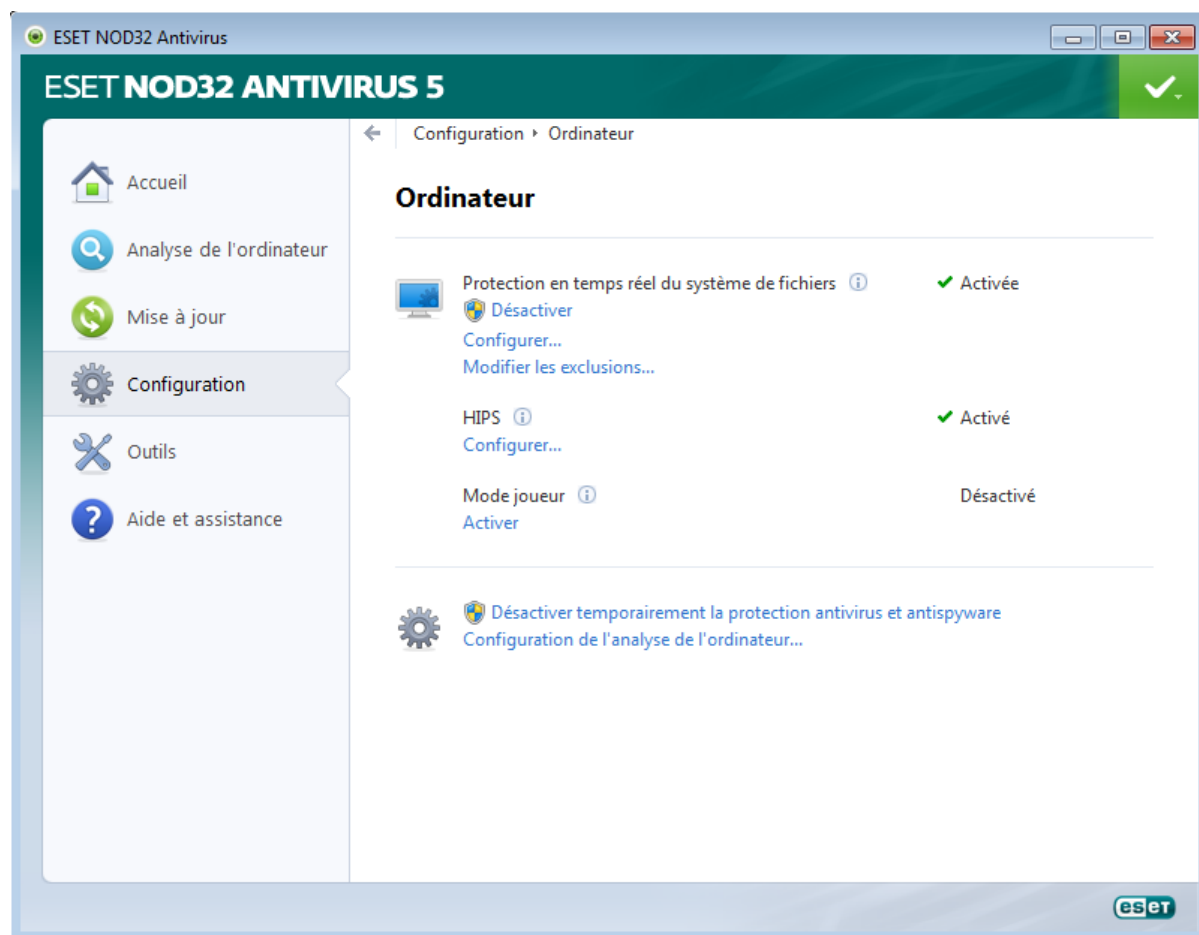 ESET NOD32 Antivirus
ESET NOD32 ANTIVIRUS 5
Configuration ▸ Ordinateur
Accueil
Analyse de l'ordinateur
Mise à jour
Configuration
Outils
Aide et assistance
Ordinateur
Protection en temps réel du système de fichiers
Activée
Désactiver
Configurer...
Modifier les exclusions...
HIPS
Activé
Configurer...
Mode joueur
Désactivé
Activer
Désactiver temporairement la protection antivirus et antispyware
Configuration de l'analyse de l'ordinateur...
eset